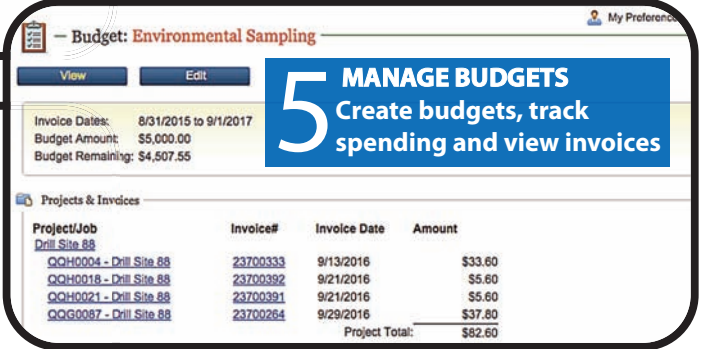 My Preference
Budget: Environmental Sampling
View Edit
5 MANAGE BUDGETS
Create budgets, track
spending and view invoices
Invoice Dates: 8/31/2015 to 9/1/2017
Budget Amount: $5,000.00
Budget Remaining: $4,507.55
Projects & Invoices
Project/Job Invoice# Invoice Date Amount
Drill Site 88
QQH0004 - Drill Site 88 23700333 9/13/2016 $33.60
QQH0018 - Drill Site 88 23700392 9/21/2016 $5.60
QQH0021 - Drill Site 88 23700391 9/21/2016 $5.60
QQG0087 - Drill Site 88 23700264 9/29/2016 $37.80
Project Total: $82.60